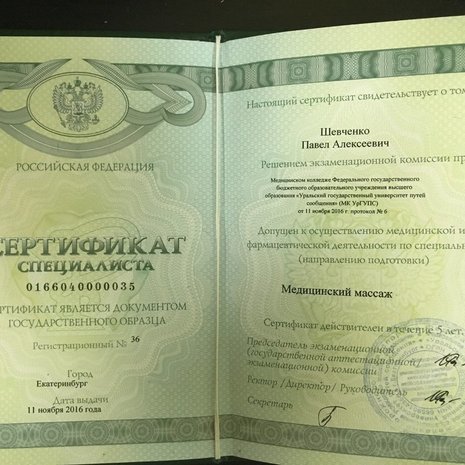 РОССИЙСКАЯ ФЕДЕРАЦИЯ
СЕРТИФИКАТ
СПЕЦИАЛИСТА
0166040000035
СЕРТИФИКАТ ЯВЛЯЕТСЯ ДОКУМЕНТОМ
ГОСУДАРСТВЕННОГО ОБРАЗЦА
Регистрационный № 36
Город
Екатеринбург
Дата выдачи
11 ноября 2016 года
Настоящий сертификат свидетельствует о том
Шевченко
Павел Алексеевич
Решением экзаменационной комиссии пр
Медицинском колледже Федерального государственного
бюджетного образовательного учреждения высшего
образования «Уральский государственный университет путей
сообщения» (МК УрГУПС)
от 11 ноября 2016 г. протокол № 6
Допущен к осуществлению медицинской и
фармацевтической деятельности по специаль
(направлению подготовки)
Медицинский массаж
Сертификат действителен в течение 5 лет.
Председатель экзаменационной
(государственной аттестационной/
экзаменационной) комиссии
Ректор /Директор/ Руководитель
Секретарь